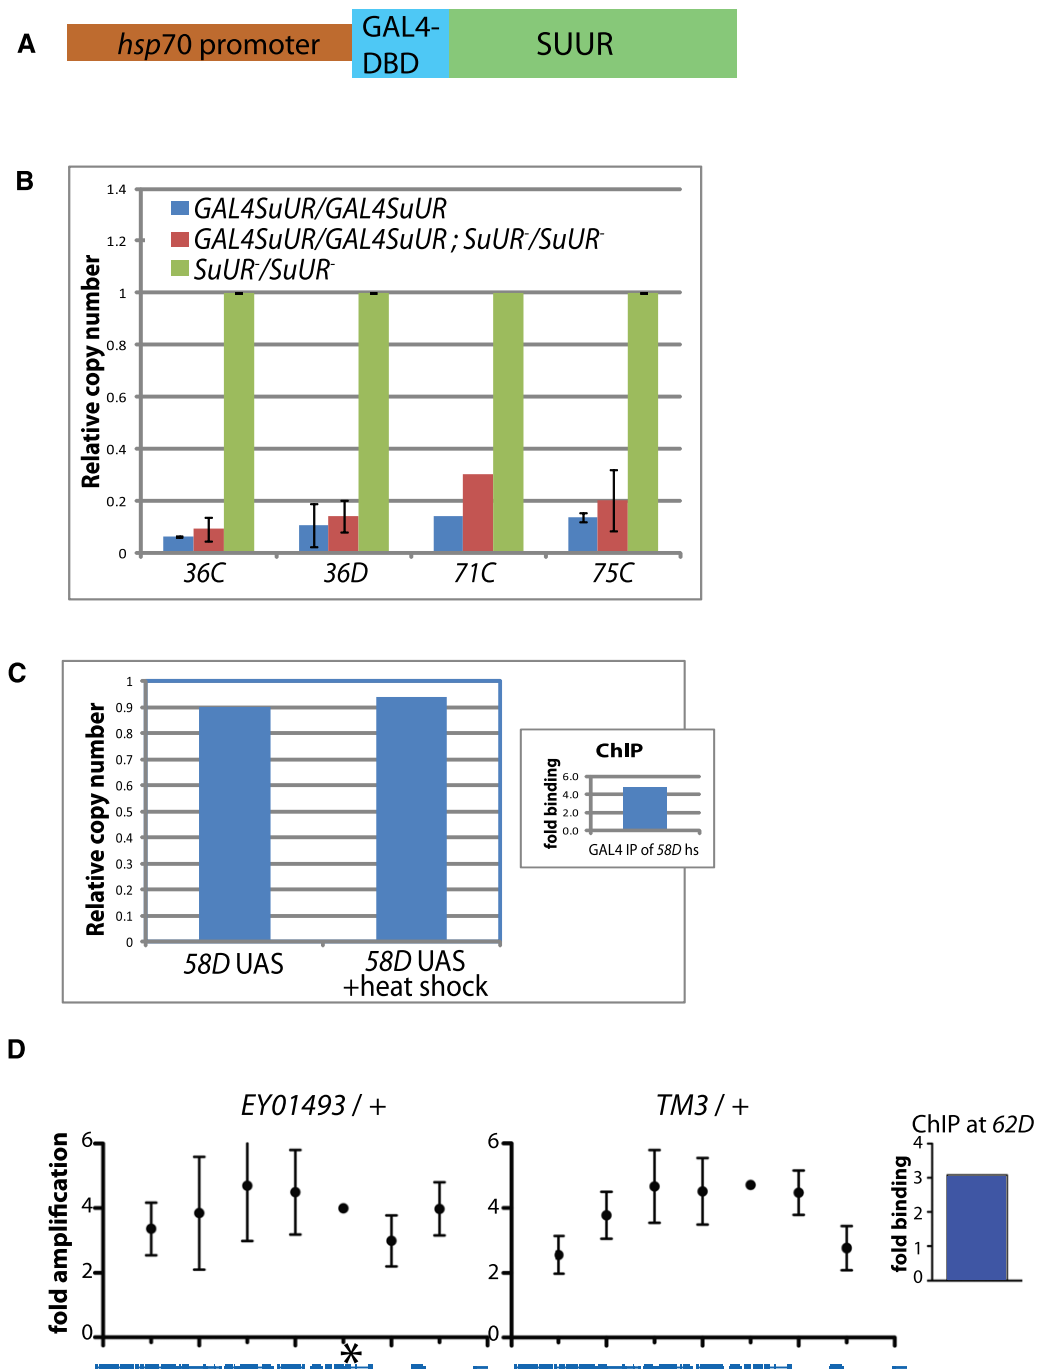 A
hsp70 promoter
GAL4-
DBD
SUUR
B
Relative copy number
1.4
1.2
1
0.8
0.6
0.4
0.2
0
GAL4SuUR/GAL4SuUR
GAL4SuUR/GAL4SuUR ; SuUR-/SuUR-
SuUR-/SuUR-
36C
36D
71C
75C
C
Relative copy number
1
0.9
0.8
0.7
0.6
0.5
0.4
0.3
0.2
0.1
0
58D UAS
58D UAS
+heat shock
ChIP
fold binding
6.0
4.0
2.0
0.0
GAL4 IP of 58D hs
D
EY01493 / +
fold amplification
6
4
2
0
*
TM3 / +
6
4
2
0
ChIP at 62D
fold binding
4
3
2
1
0